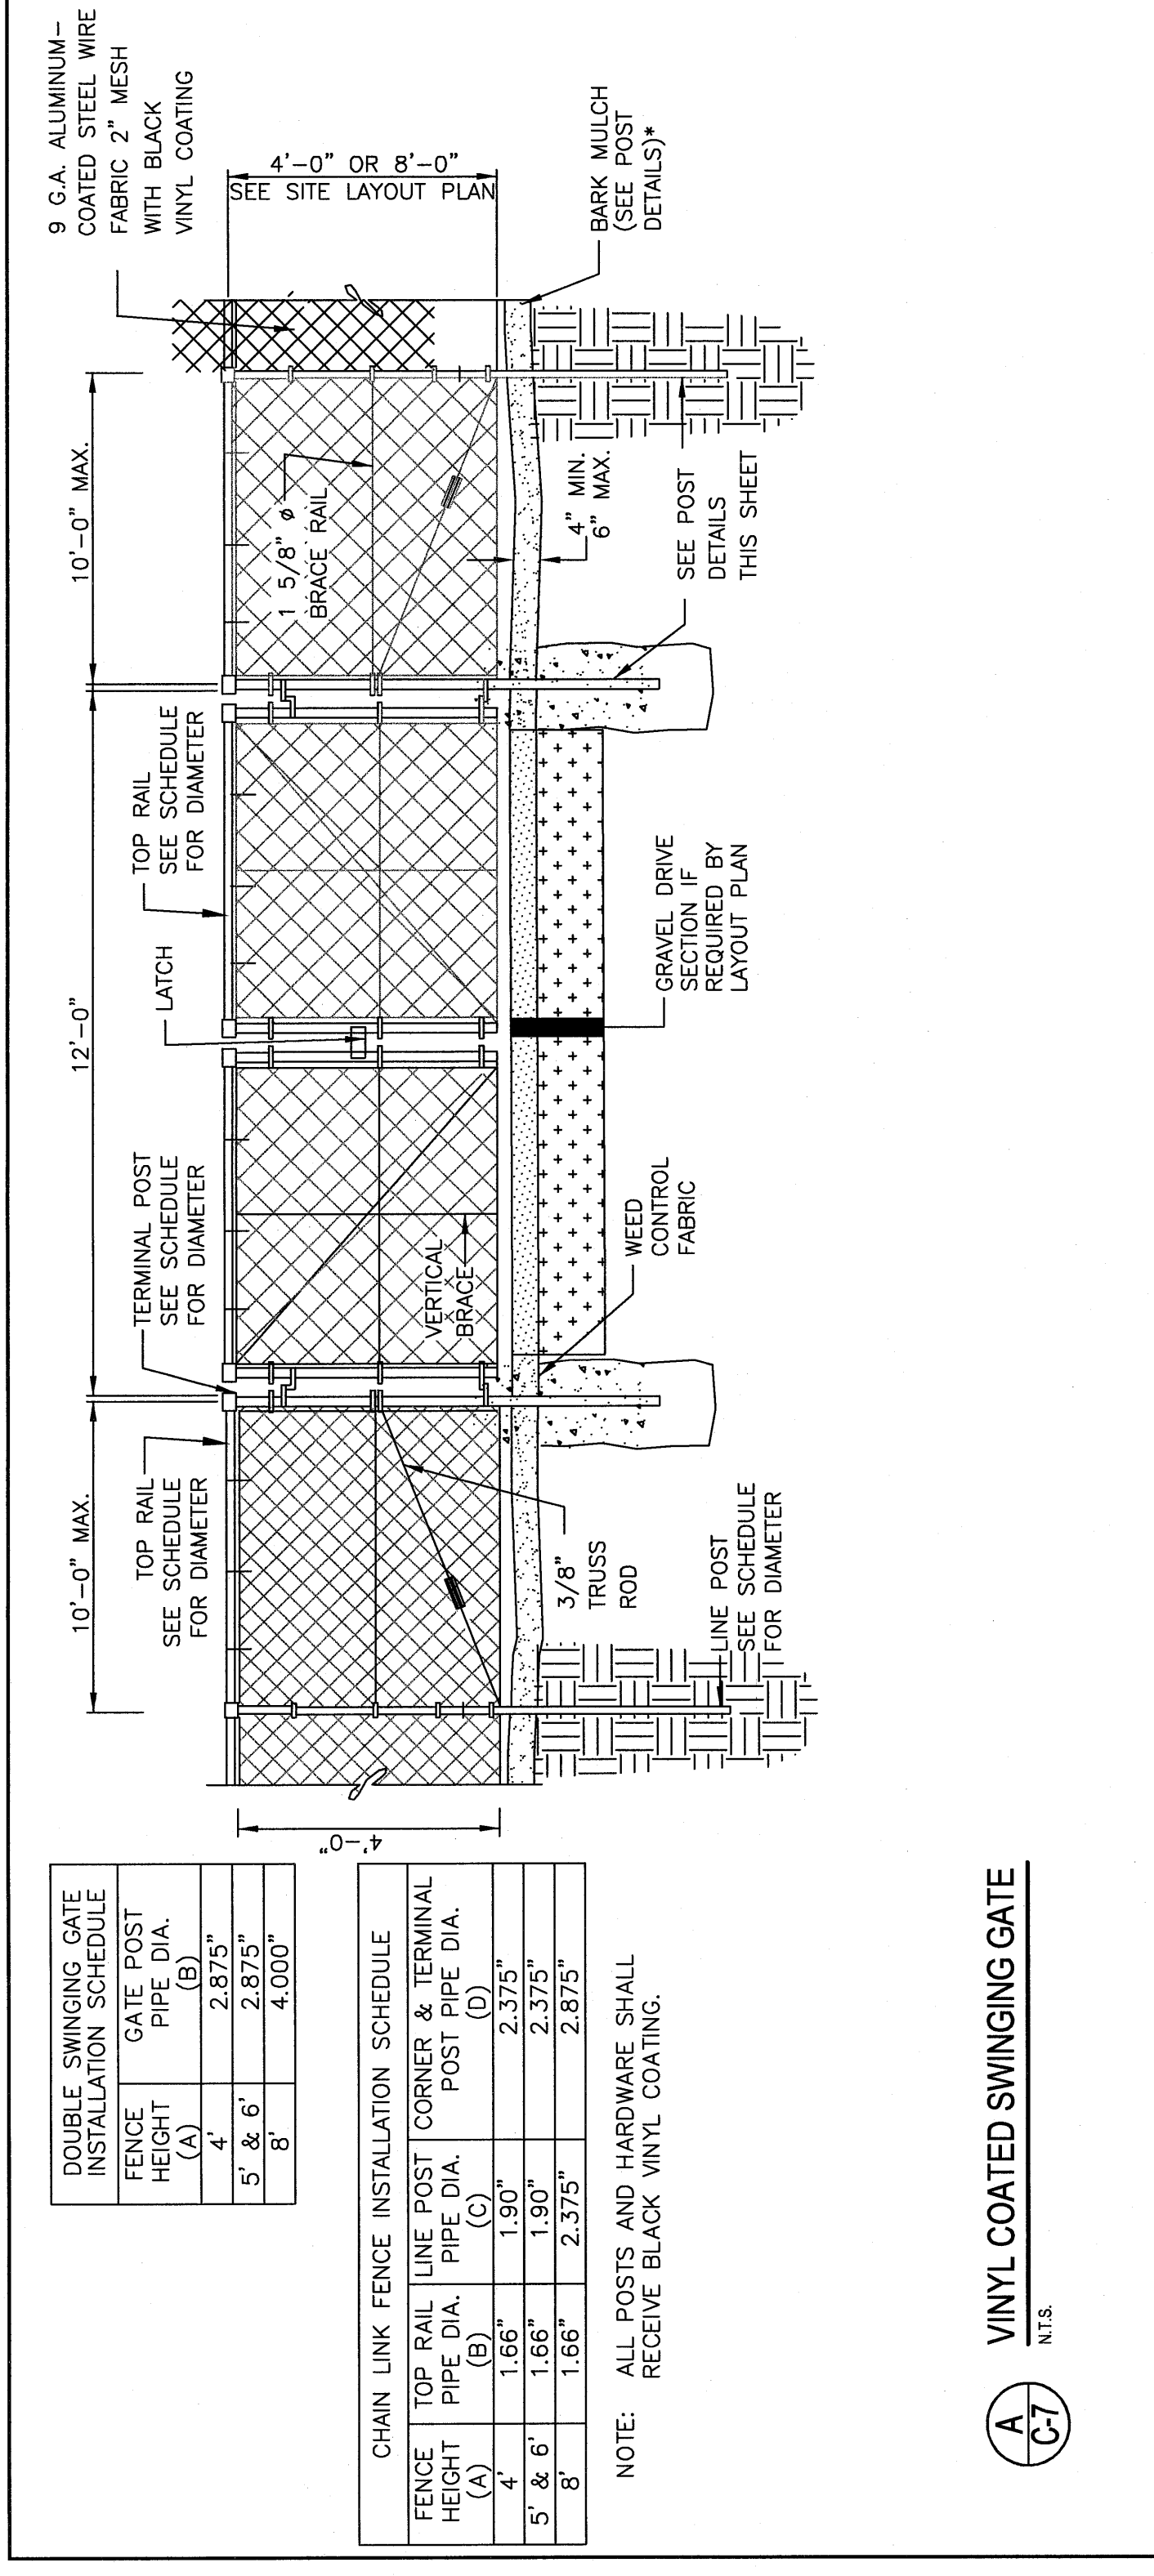 DOUBLE SWINGING GATE
INSTALLATION SCHEDULE
FENCE
HEIGHT
(A)
GATE POST
PIPE DIA.
(B)
4'
2.875"
5' & 6'
2.875"
8'
4.000"
CHAIN LINK FENCE INSTALLATION SCHEDULE
FENCE
HEIGHT
(A)
TOP RAIL
PIPE DIA.
(B)
LINE POST
PIPE DIA.
(C)
CORNER & TERMINAL
POST PIPE DIA.
(D)
4'
1.66"
1.90"
2.375"
5' & 6'
1.66"
1.90"
2.375"
8'
1.66"
2.375"
2.875"
NOTE:
ALL POSTS AND HARDWARE SHALL
RECEIVE BLACK VINYL COATING.
4'-0"
10'-0" MAX.
12'-0"
10'-0" MAX.
TOP RAIL
SEE SCHEDULE
FOR DIAMETER
TERMINAL POST
SEE SCHEDULE
FOR DIAMETER
LATCH
TOP RAIL
SEE SCHEDULE
FOR DIAMETER
9 G.A. ALUMINUM-
COATED STEEL WIRE
FABRIC 2" MESH
WITH BLACK
VINYL COATING
4'-0" OR 8'-0"
SEE SITE LAYOUT PLAN
1 5/8" ø
BRACE RAIL
VERTICAL
BRACE
3/8"
TRUSS
ROD
LINE POST
SEE SCHEDULE
FOR DIAMETER
WEED
CONTROL
FABRIC
GRAVEL DRIVE
SECTION IF
REQUIRED BY
LAYOUT PLAN
4" MIN.
6" MAX.
SEE POST
DETAILS
THIS SHEET
BARK MULCH
(SEE POST
DETAILS)*
A
C-7
VINYL COATED SWINGING GATE
N.T.S.